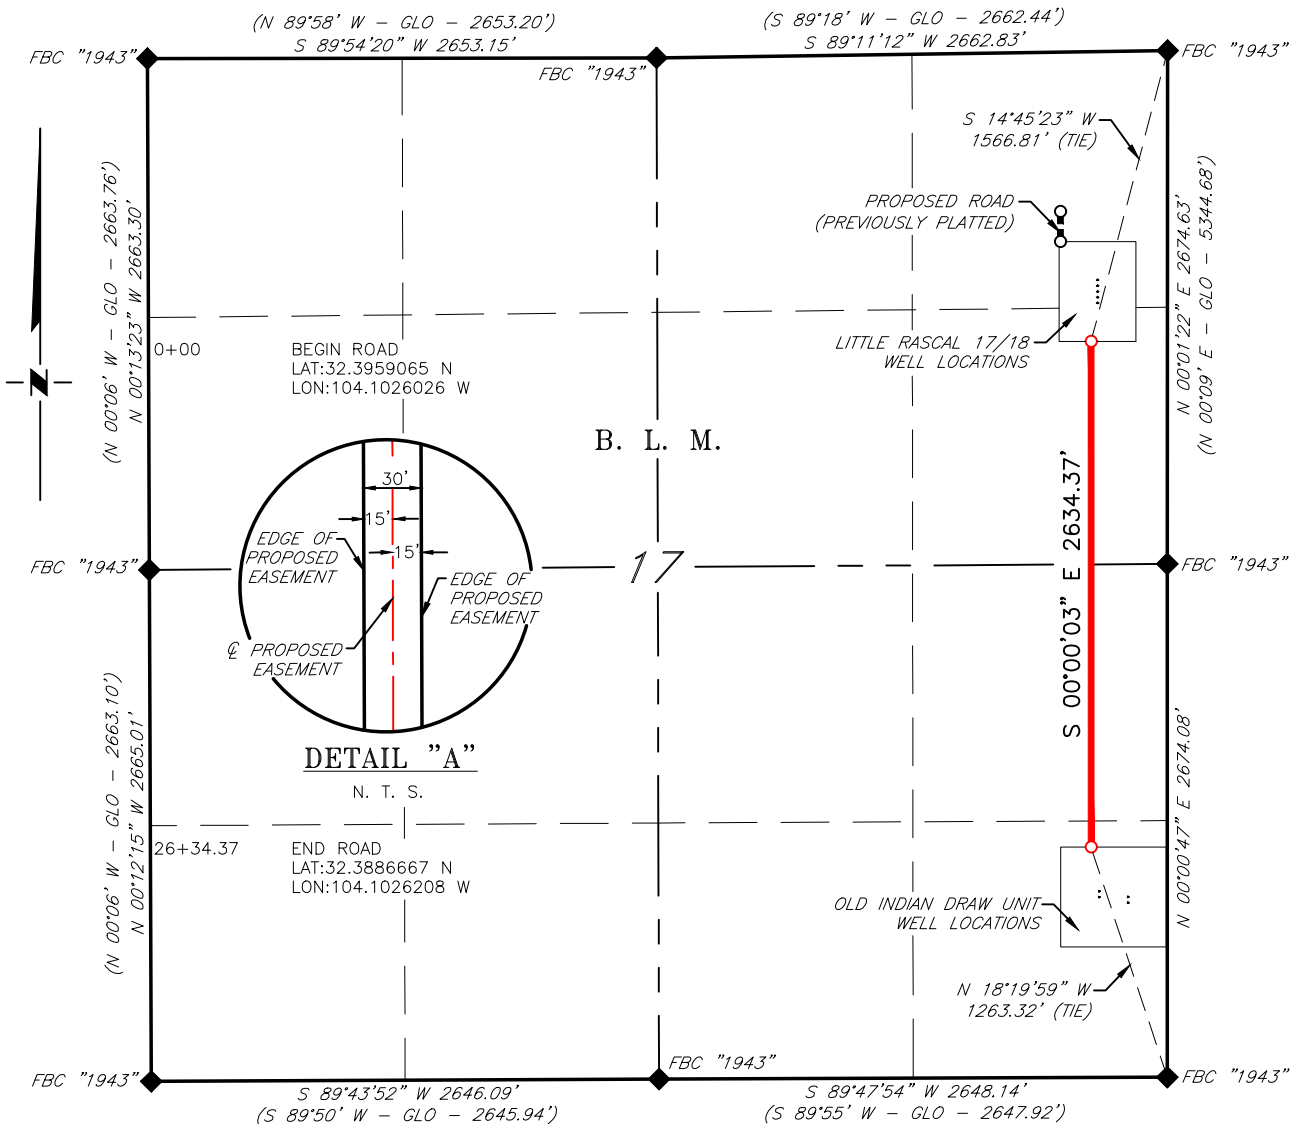 (N 89°58' W - GLO - 2653.20')
S 89°54'20" W 2653.15'
(S 89°18' W - GLO - 2662.44')
S 89°11'12" W 2662.83'
FBC "1943"
FBC "1943"
FBC "1943"
S 14°45'23" W
1566.81' (TIE)
PROPOSED ROAD
(PREVIOUSLY PLATTED)
(N 00°06' W - GLO - 2663.76')
N 00°13'23" W 2663.30'
N 00°01'22" E 2674.63'
(N 00°09' E - GLO - 5344.68')
0+00
BEGIN ROAD
LAT:32.3959065 N
LON:104.1026026 W
LITTLE RASCAL 17/18
WELL LOCATIONS
N
B. L. M.
S 00°00'03" E 2634.37'
30'
15'
15'
EDGE OF
PROPOSED
EASEMENT
EDGE OF
PROPOSED
EASEMENT
℄ PROPOSED
EASEMENT
FBC "1943"
17
FBC "1943"
DETAIL "A"
N. T. S.
(N 00°06' W - GLO - 2663.10')
N 00°12'15" W 2665.01'
N 00°00'47" E 2674.08'
26+34.37
END ROAD
LAT:32.3886667 N
LON:104.1026208 W
OLD INDIAN DRAW UNIT
WELL LOCATIONS
N 18°19'59" W
1263.32' (TIE)
FBC "1943"
FBC "1943"
FBC "1943"
S 89°43'52" W 2646.09'
(S 89°50' W - GLO - 2645.94')
S 89°47'54" W 2648.14'
(S 89°55' W - GLO - 2647.92')